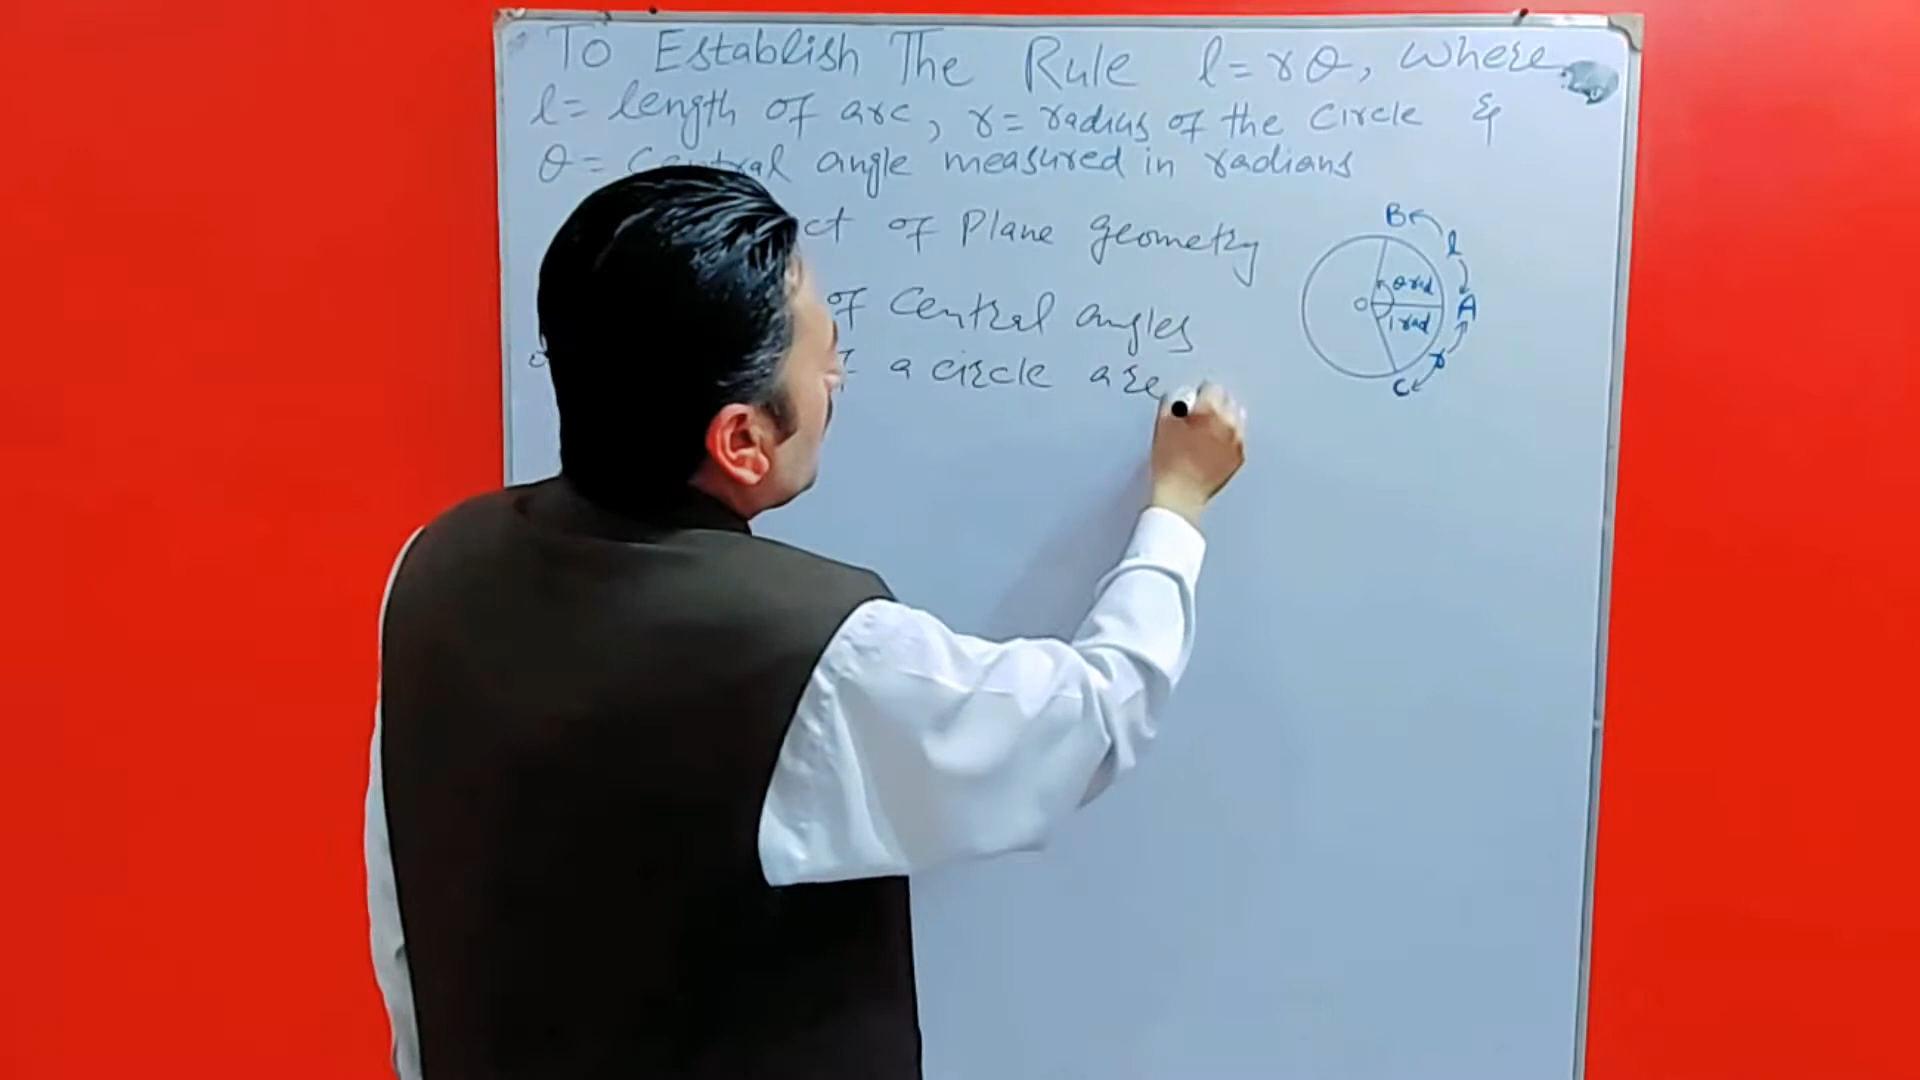 To Establish The Rule l = rθ, where
l = length of arc, r = radius of the circle &
θ = Central angle measured in radians
of Plane geometry
of Central angles
a circle are
B
l
θ rad
O
A
1 rad
r
C